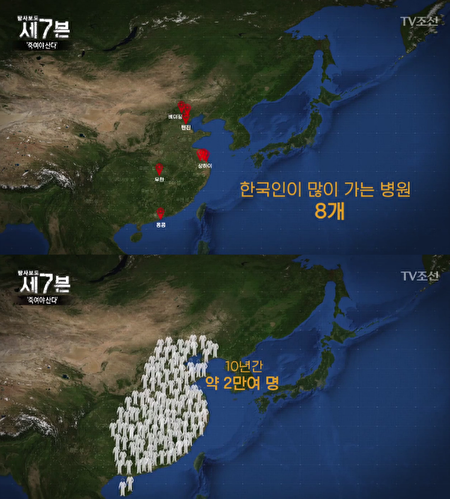 탐사보도
세7븐
'죽여야 산다'
TV조선
베이징
텐진
상하이
우한
홍콩
한국인이 많이 가는 병원
8개
탐사보도
세7븐
'죽여야 산다'
TV조선
10년간
약 2만여 명